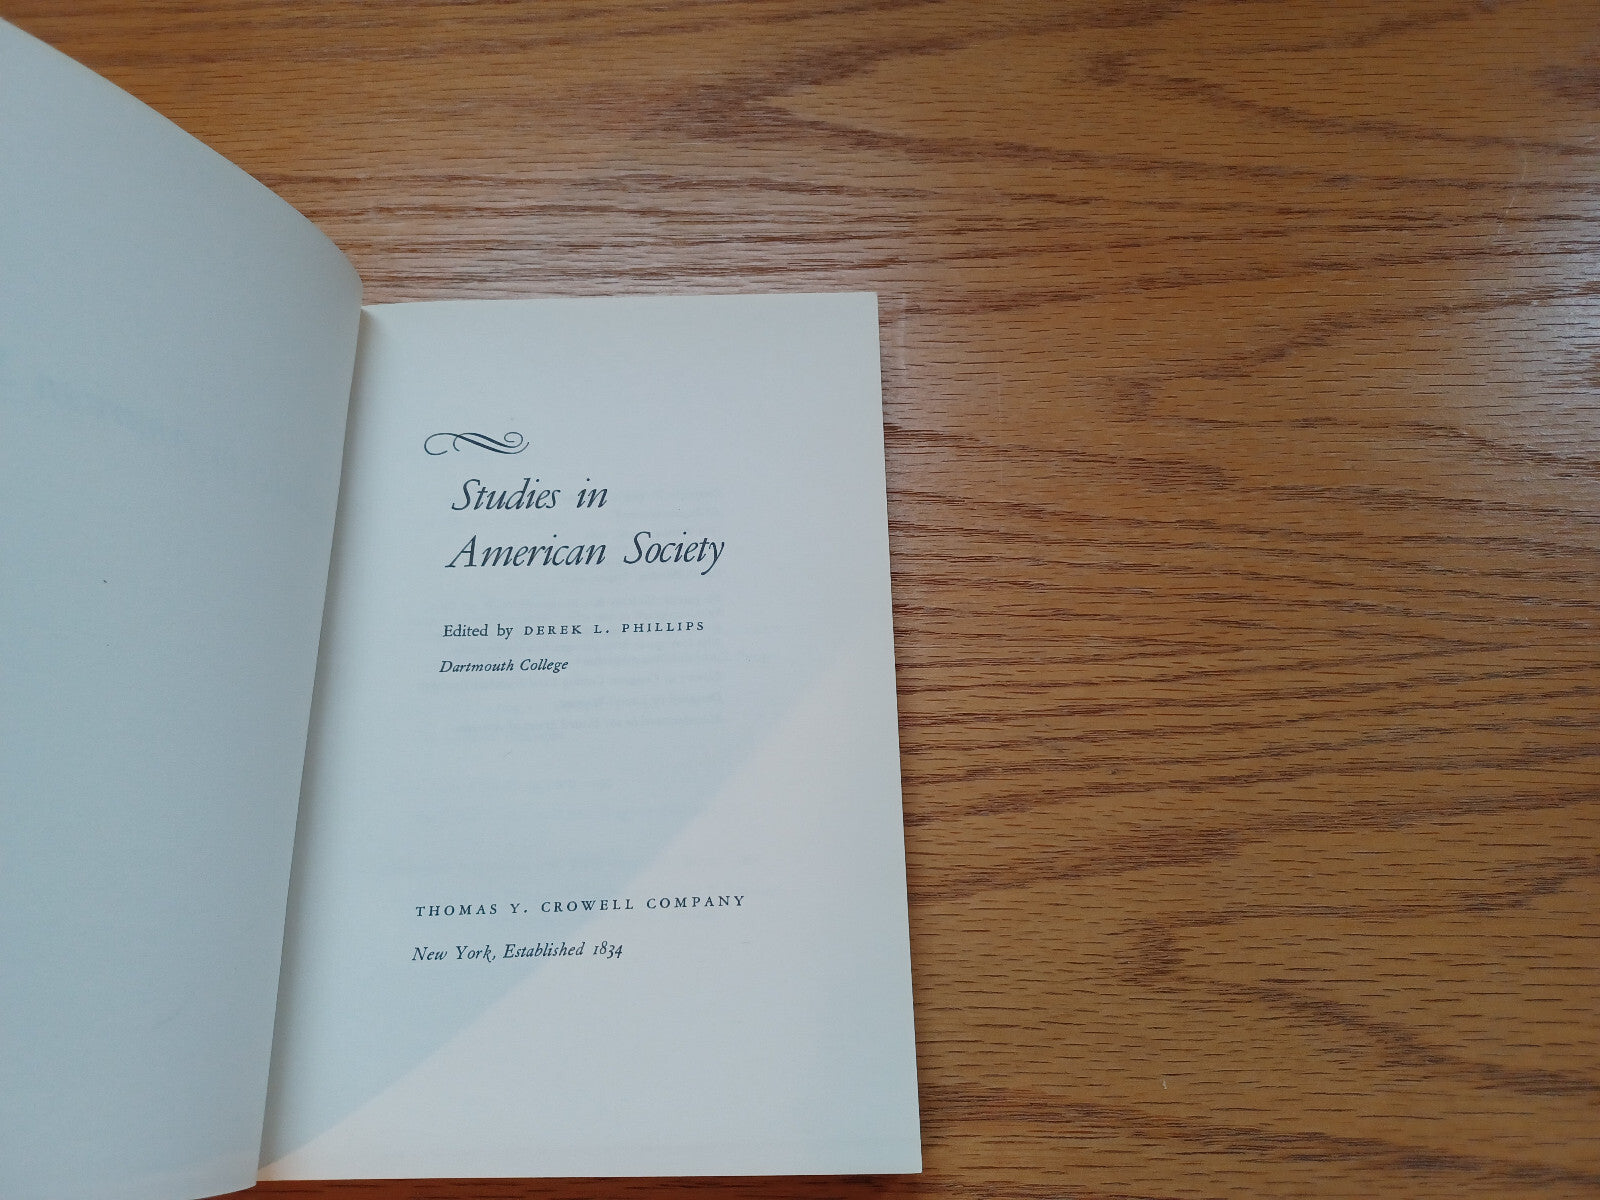 Studies in
American Society
Edited by DEREK L. PHILLIPS
Dartmouth College
THOMAS Y. CROWELL COMPANY
New York, Established 1834